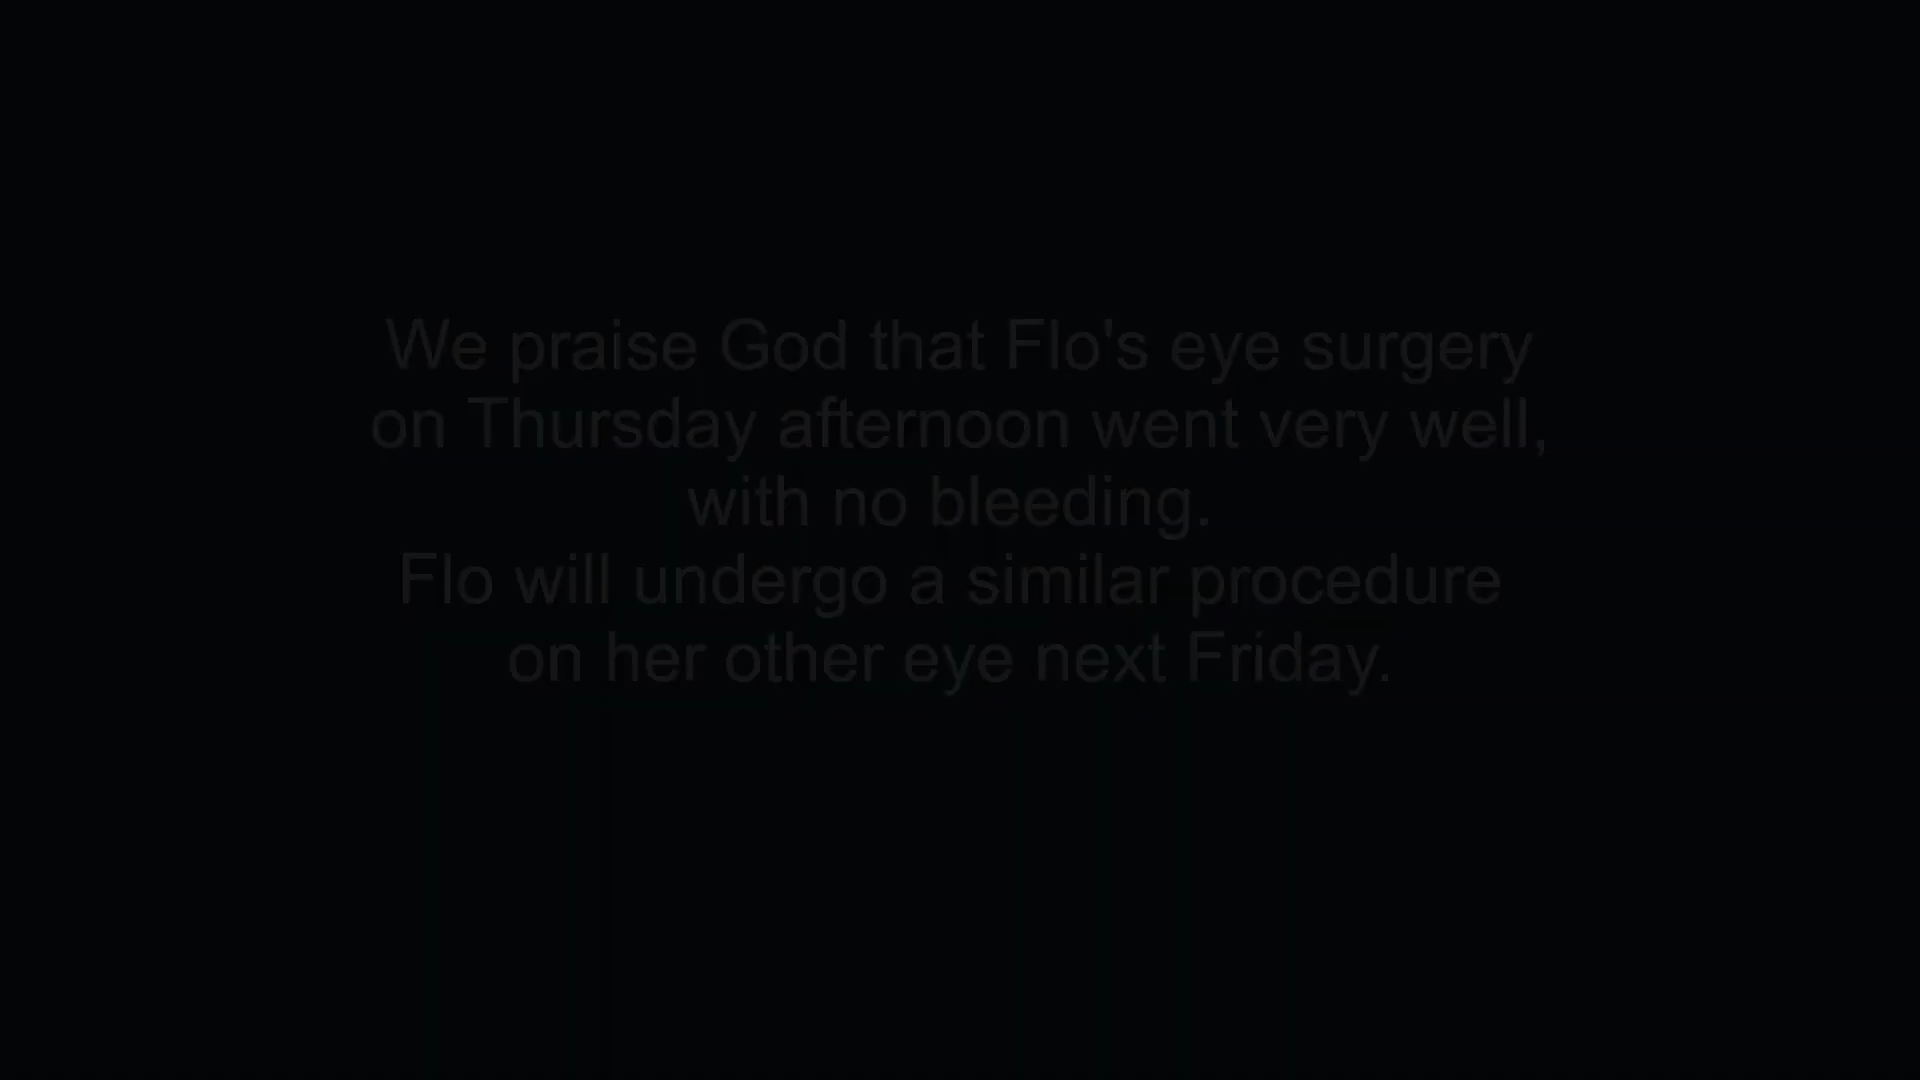 We praise God that Flo's eye surgery
on Thursday afternoon went very well,
with no bleeding.
Flo will undergo a similar procedure
on her other eye next Friday.